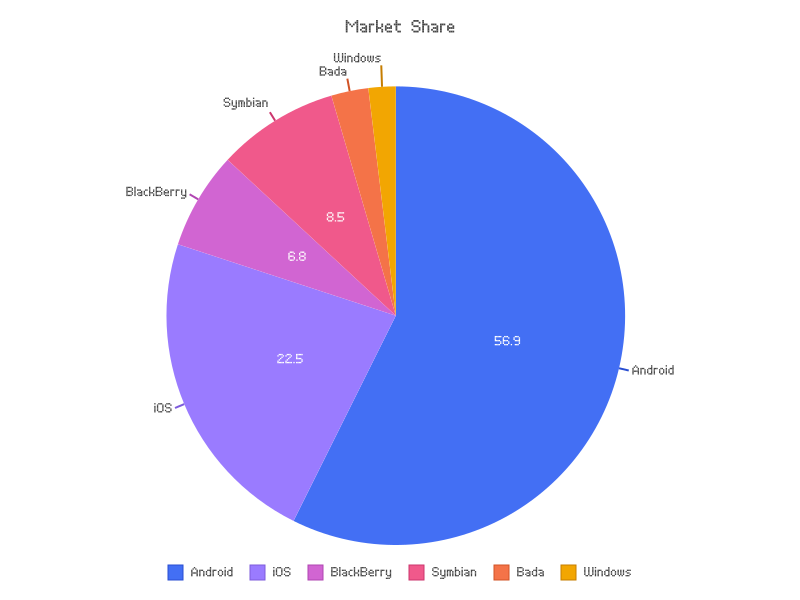 Market Share
Windows
Bada
Symbian
BlackBerry
8.5
6.8
56.9
22.5
Android
iOS
Android iOS BlackBerry Symbian Bada Windows